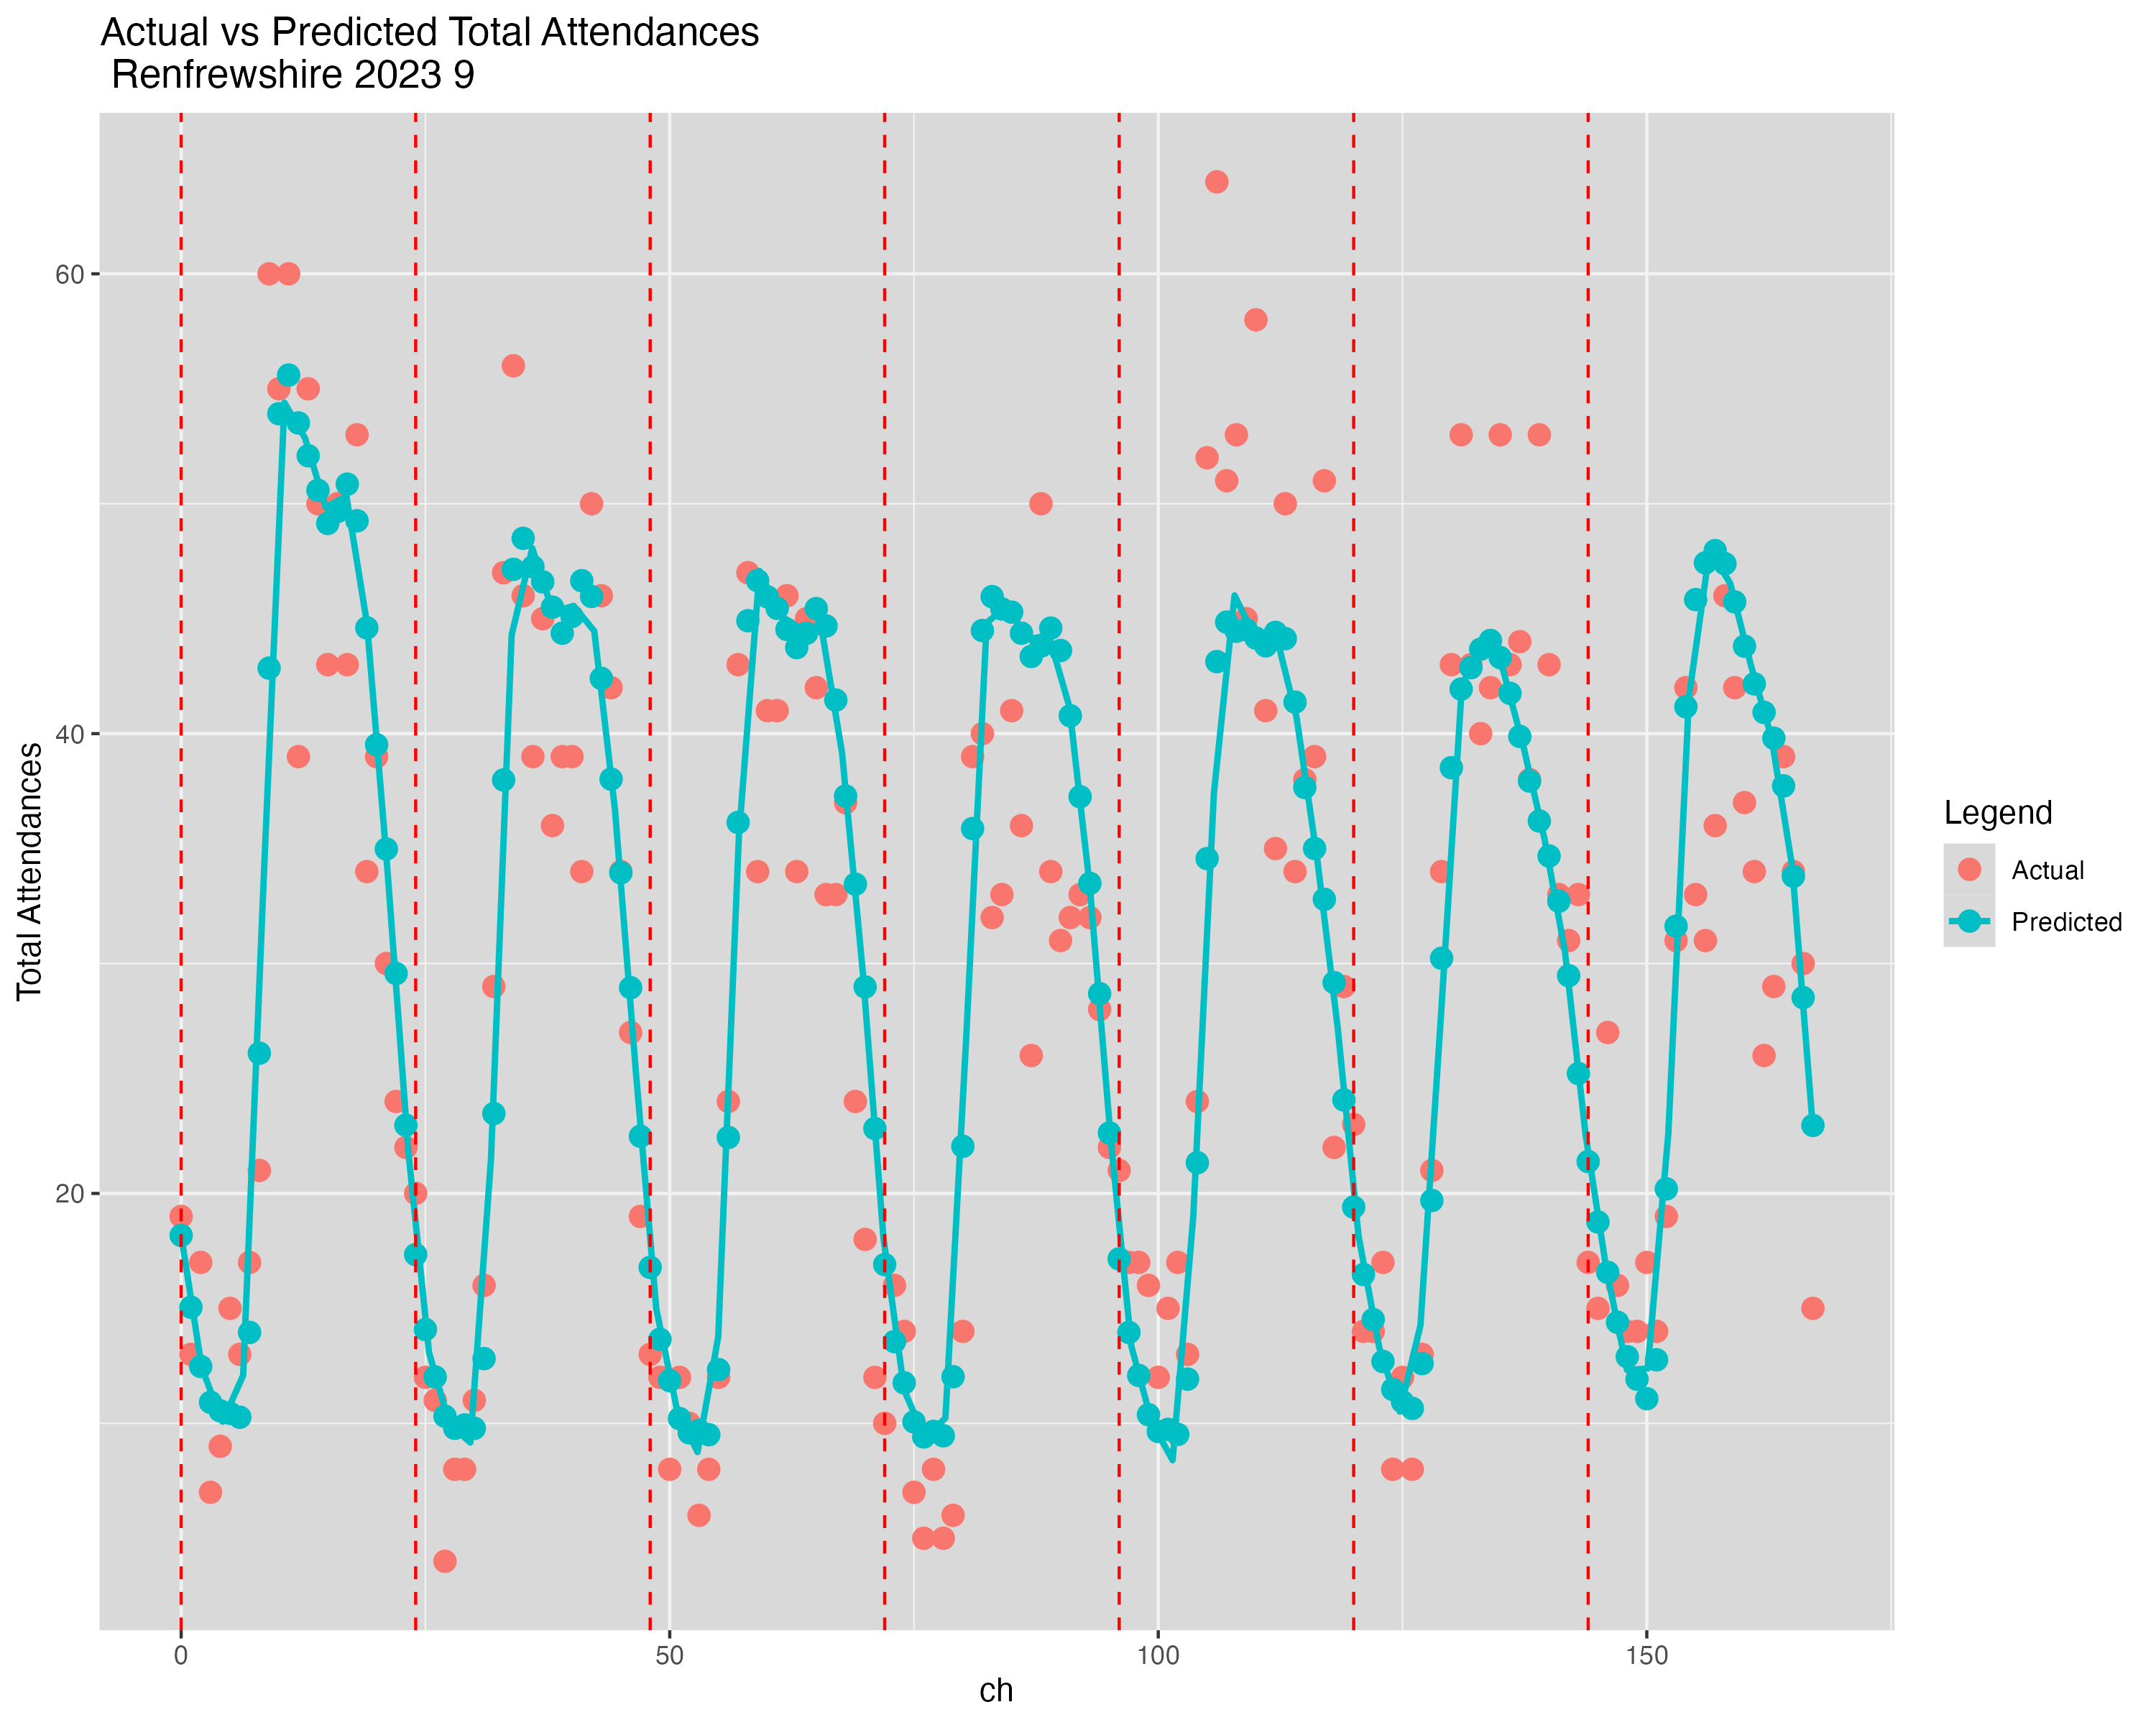 Actual vs Predicted Total Attendances
Renfrewshire 2023 9
60
40
20
Total Attendances
0
50
100
150
ch
Legend
Actual
Predicted